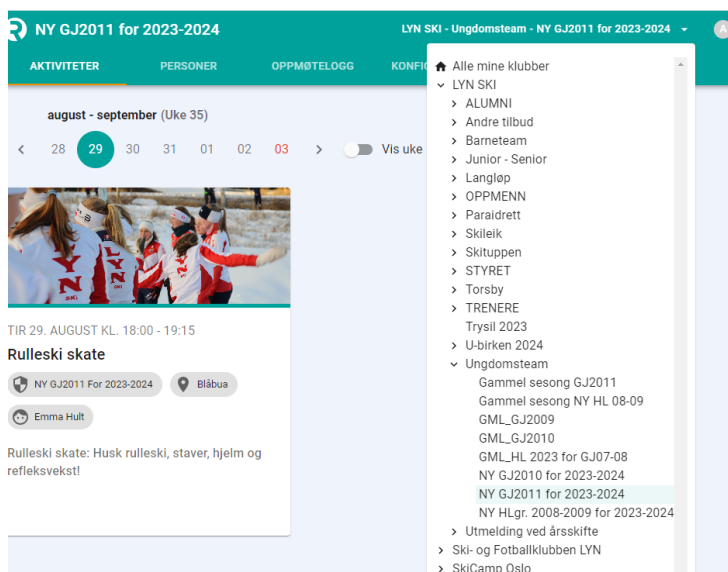 NY GJ2011 for 2023-2024
LYN SKI - Ungdomsteam - NY GJ2011 for 2023-2024
A
AKTIVITETER
PERSONER
OPPMØTELOGG
KONFIG
august - september (Uke 35)
28 29 30 31 01 02 03
Vis uke
LYN
SKI
LYN
SKI
TIR 29. AUGUST KL. 18:00 - 19:15
Rulleski skate
NY GJ2011 For 2023-2024
Blåbua
Emma Hult
Rulleski skate: Husk rulleski, staver, hjelm og
refleksvekst!
Alle mine klubber
LYN SKI
ALUMNI
Andre tilbud
Barneteam
Junior - Senior
Langløp
OPPMENN
Paraidrett
Skileik
Skituppen
STYRET
Torsby
TRENERE
Trysil 2023
U-birken 2024
Ungdomsteam
Gammel sesong GJ2011
Gammel sesong NY HL 08-09
GML_GJ2009
GML_GJ2010
GML_HL 2023 for GJ07-08
NY GJ2010 for 2023-2024
NY GJ2011 for 2023-2024
NY HLgr. 2008-2009 for 2023-2024
Utmelding ved årsskifte
Ski- og Fotballklubben LYN
SkiCamp Oslo